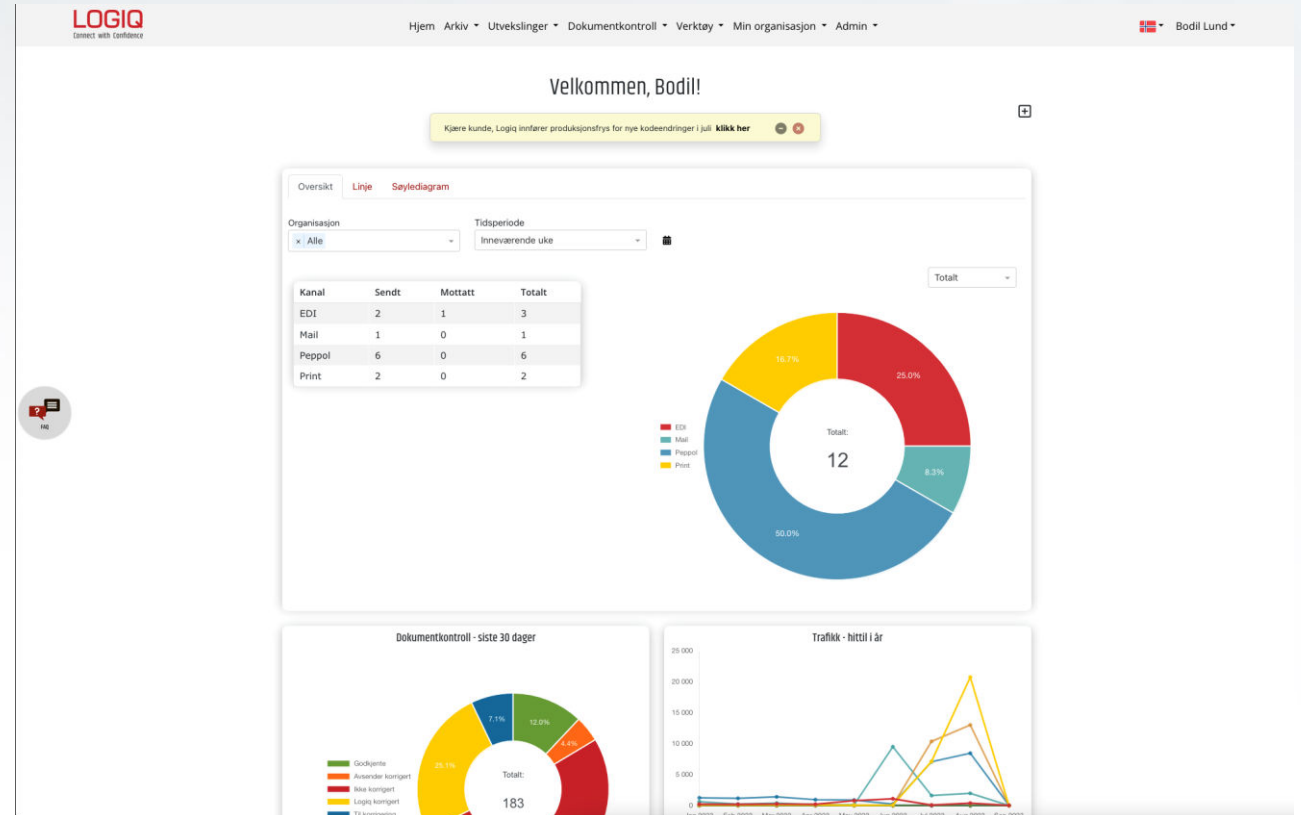 LOGIQ
Connect with Confidence
Hjem Arkiv Utvekslinger Dokumentkontroll Verktøy Min organisasjon Admin
Bodil Lund
Velkommen, Bodil!
Kjære kunde, Logiq innfører produksjonsfrys for nye kodeendringer i juli klikk her
Oversikt Linje Søylediagram
Organisasjon Tidsperiode
× Alle Inneværende uke
Totalt
Kanal Sendt Mottatt Totalt
EDI 2 1 3
Mail 1 0 1
Peppol 6 0 6
Print 2 0 2
16.7%
25.0%
EDI
Mail
Peppol
Print
Totalt:
12
8.3%
50.0%
FAQ
Dokumentkontroll - siste 30 dager
7.1%
12.0%
4.4%
25.1%
Godkjente
Avsender korrigert
Ikke korrigert
Logiq korrigert
Til korrigering
Totalt:
183
Trafikk - hittil i år
25 000
20 000
15 000
10 000
5 000
0